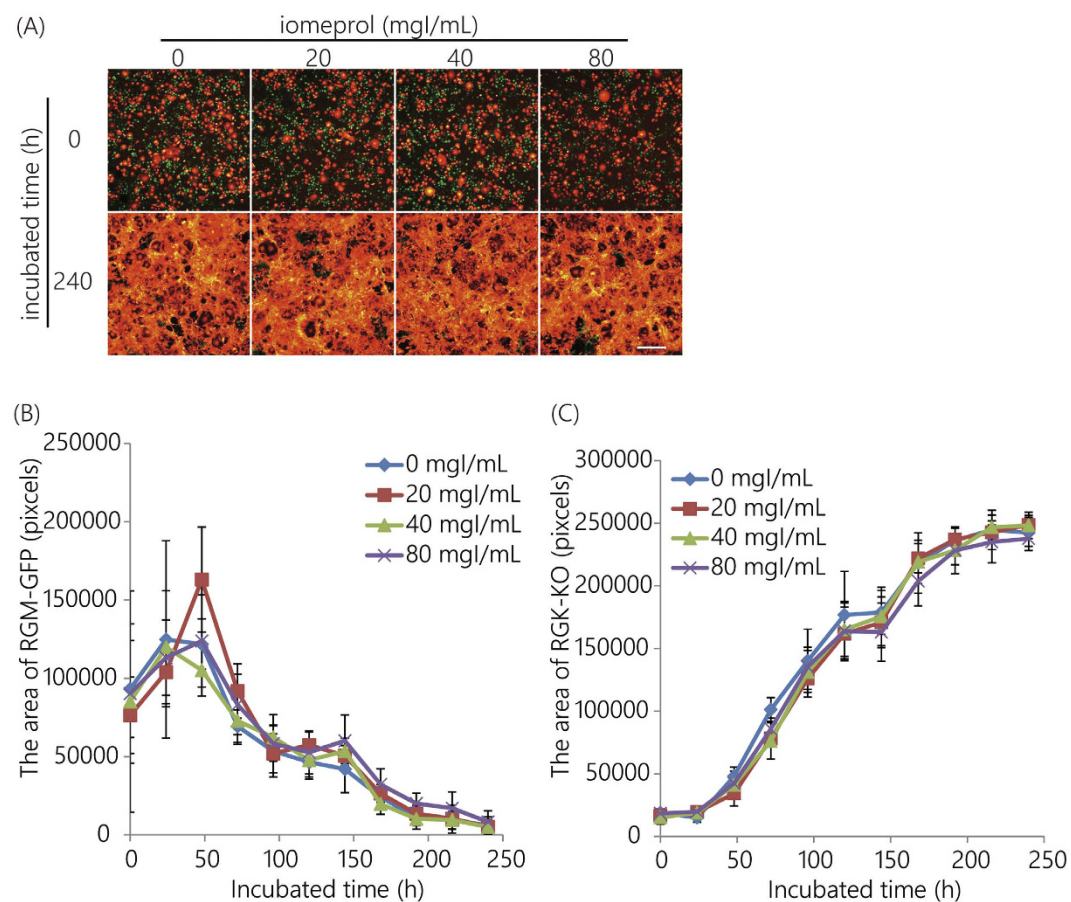 (A)
iomeprol (mgI/mL)
0 20 40 80
incubated time (h)
0
240
(B)
The area of RGM-GFP (pixcels)
250000
200000
150000
100000
50000
0
0 mgI/mL
20 mgI/mL
40 mgI/mL
80 mgI/mL
0 50 100 150 200 250
Incubated time (h)
(C)
The area of RGK-KO (pixcels)
300000
250000
200000
150000
100000
50000
0
0 mgI/mL
20 mgI/mL
40 mgI/mL
80 mgI/mL
0 50 100 150 200 250
Incubated time (h)